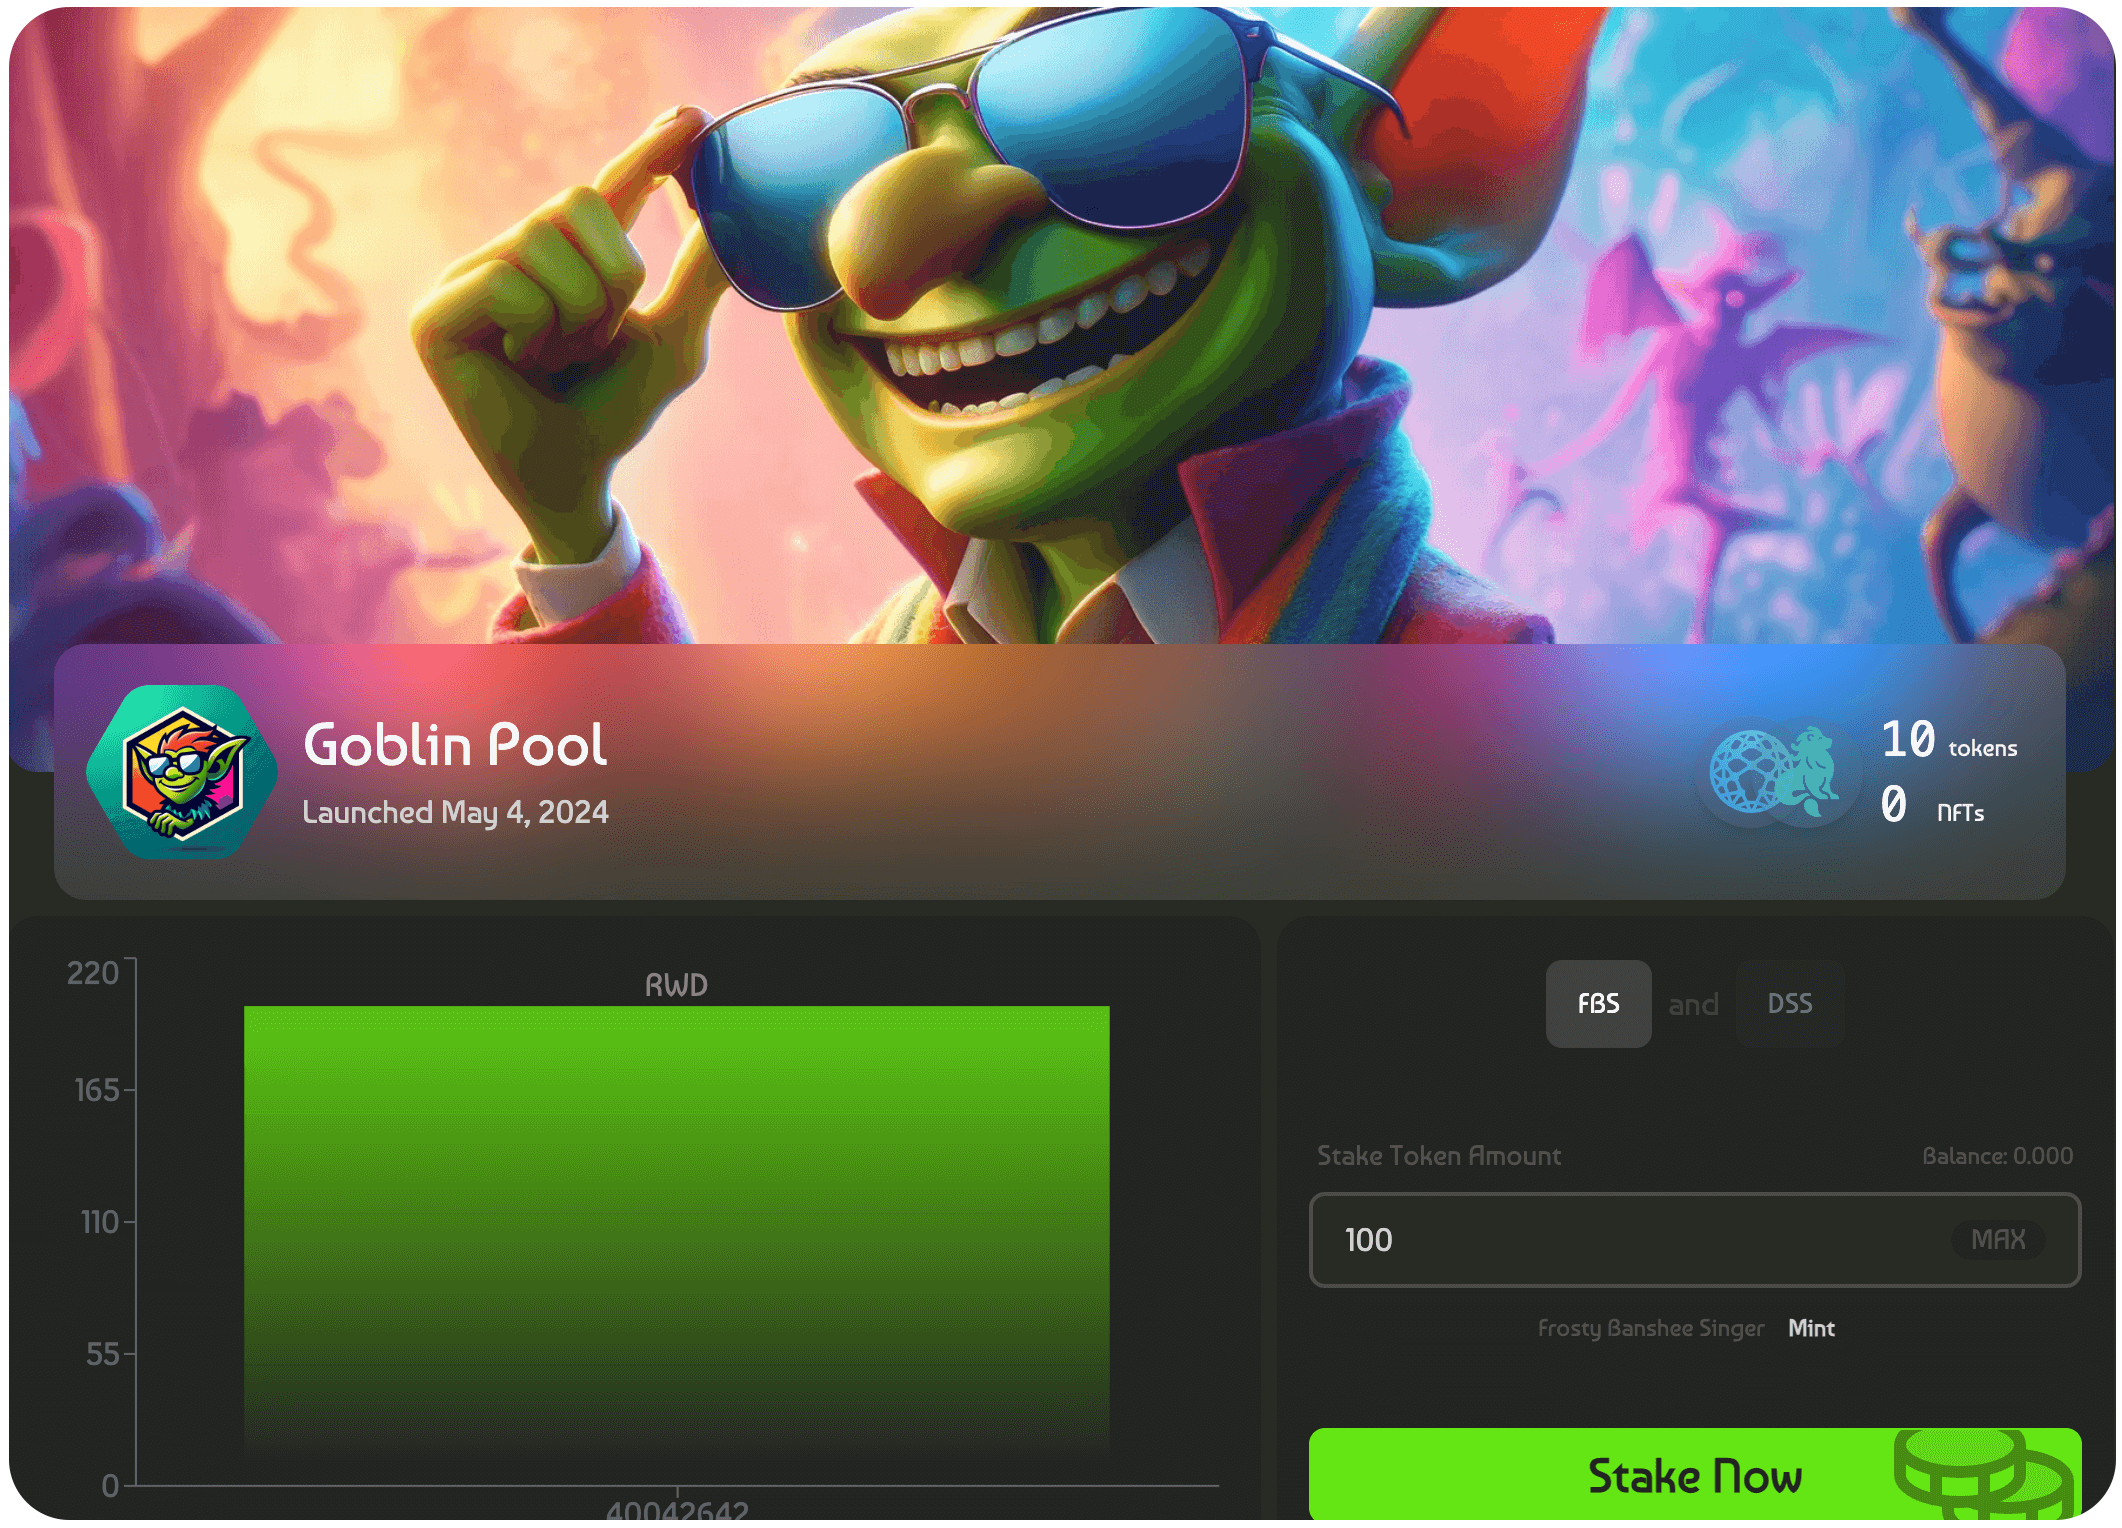 Goblin Pool
Launched May 4, 2024
10 tokens
0 NFTs
220
RWD
165
110
55
0
40042642
FBS and DSS
Stake Token Amount
Balance: 0.000
100
MAX
Frosty Banshee Singer Mint
Stake Now